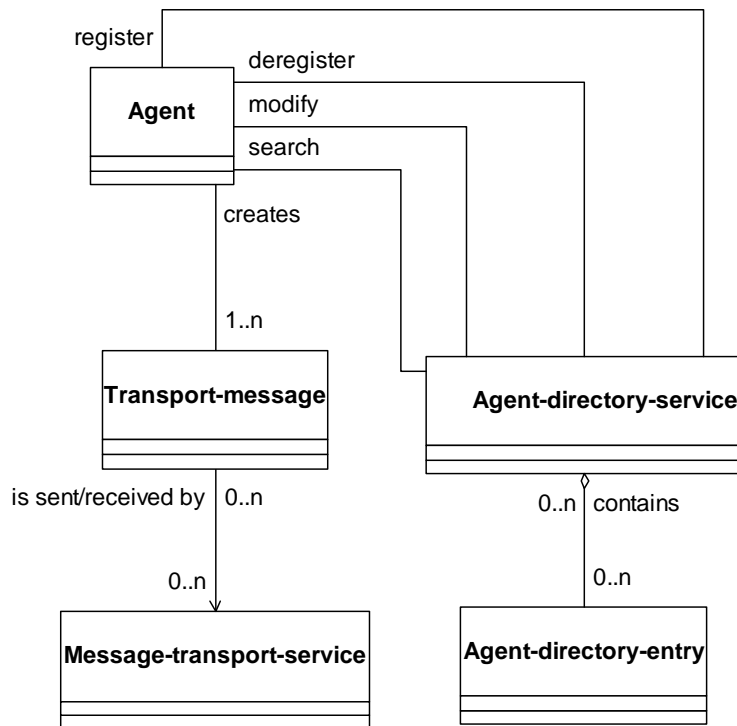 register
deregister
Agent
modify
search
creates
1..n
Transport-message
Agent-directory-service
is sent/received by
0..n
0..n
contains
0..n
0..n
Message-transport-service
Agent-directory-entry